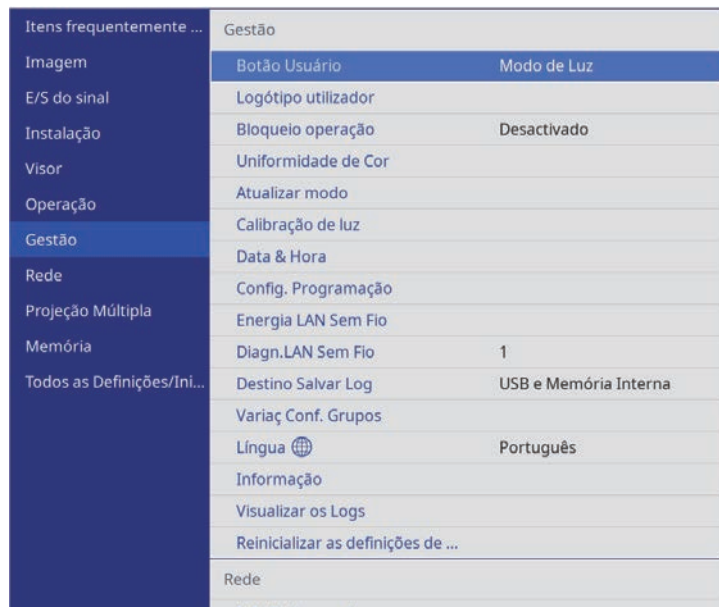 Itens frequentemente ...
Imagem
E/S do sinal
Instalação
Visor
Operação
Gestão
Rede
Projeção Múltipla
Memória
Todos as Definições/Ini...
Gestão
Botão Usuário Modo de Luz
Logótipo utilizador
Bloqueio operação Desactivado
Uniformidade de Cor
Atualizar modo
Calibração de luz
Data & Hora
Config. Programação
Energia LAN Sem Fio
Diagn.LAN Sem Fio 1
Destino Salvar Log USB e Memória Interna
Variaç Conf. Grupos
Língua Português
Informação
Visualizar os Logs
Reinicializar as definições de ...
Rede